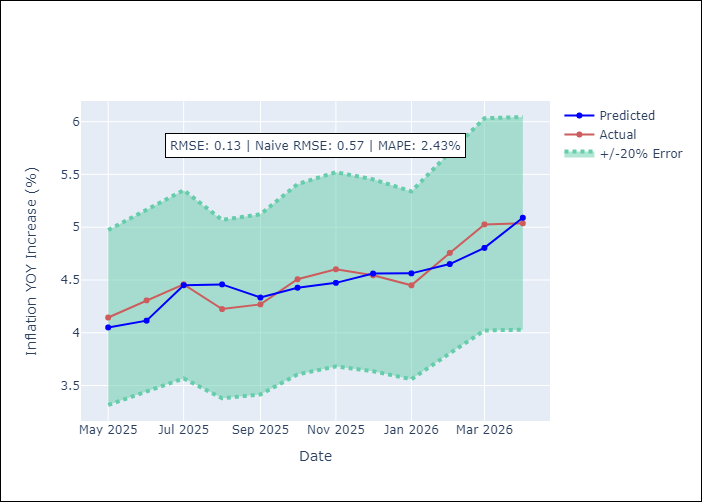 RMSE: 0.13 | Naive RMSE: 0.57 | MAPE: 2.43%
Predicted
Actual
+/-20% Error
Inflation YOY Increase (%)
6
5.5
5
4.5
4
3.5
May 2025
Jul 2025
Sep 2025
Nov 2025
Jan 2026
Mar 2026
Date